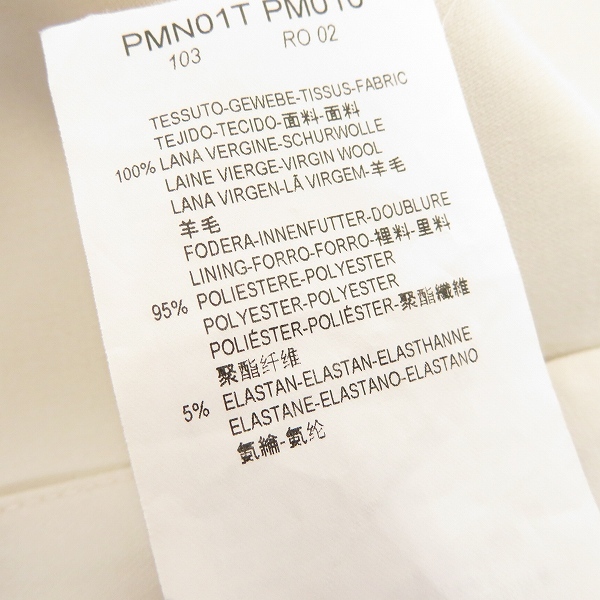 PMN01T PM010
103 RO 02
TESSUTO-GEWEBE-TISSUS-FABRIC
TEJIDO-TECIDO-面料-面料
100% LANA VERGINE-SCHURWOLLE
LAINE VIERGE-VIRGIN WOOL
LANA VIRGEN-LÃ VIRGEM-羊毛
羊毛
FODERA-INNENFUTTER-DOUBLURE
LINING-FORRO-FORRO-裡料-里料
95% POLIESTERE-POLYESTER
POLYESTER-POLYESTER
POLIÉSTER-POLIÉSTER-聚酯纖維
聚酯纤维
5% ELASTAN-ELASTAN-ELASTHANNE
ELASTANE-ELASTANO-ELASTANO
氨綸-氨纶